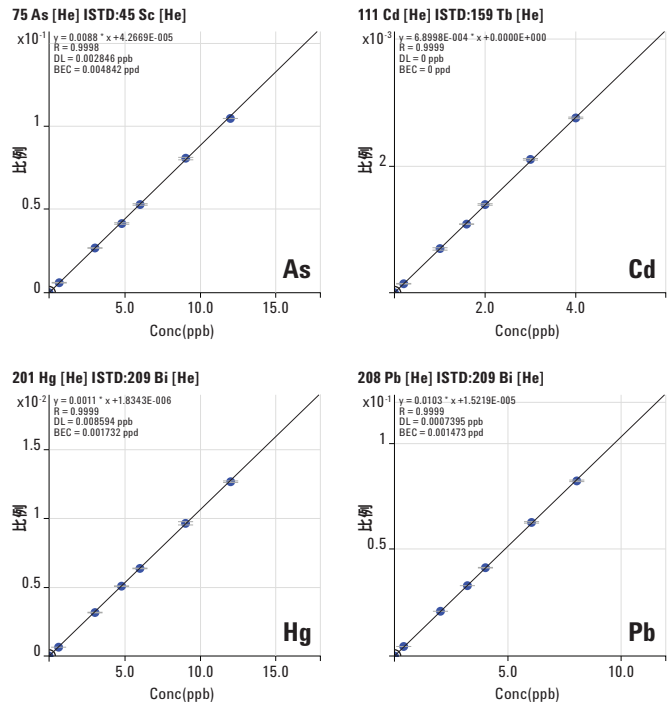 75 As [He] ISTD:45 Sc [He]
x10⁻¹
y = 0.0088 * x +4.2669E-005
R = 0.9998
DL = 0.002846 ppb
BEC = 0.004842 ppb
1
0.5
0
比例
As
5.0 10.0 15.0
Conc(ppb)
111 Cd [He] ISTD:159 Tb [He]
x10⁻³
y = 6.8998E-004 * x +0.0000E+000
R = 0.9999
DL = 0 ppb
BEC = 0 ppd
2
比例
Cd
2.0 4.0
Conc(ppb)
201 Hg [He] ISTD:209 Bi [He]
x10⁻²
y = 0.0011 * x +1.8343E-006
R = 0.9999
DL = 0.008594 ppb
BEC = 0.001732 ppd
1.5
1
0.5
0
比例
Hg
5.0 10.0 15.0
Conc(ppb)
208 Pb [He] ISTD:209 Bi [He]
x10⁻¹
y = 0.0103 * x +1.5219E-005
R = 0.9999
DL = 0.0007395 ppb
BEC = 0.001473 ppd
1
0.5
比例
Pb
5.0 10.0
Conc(ppb)